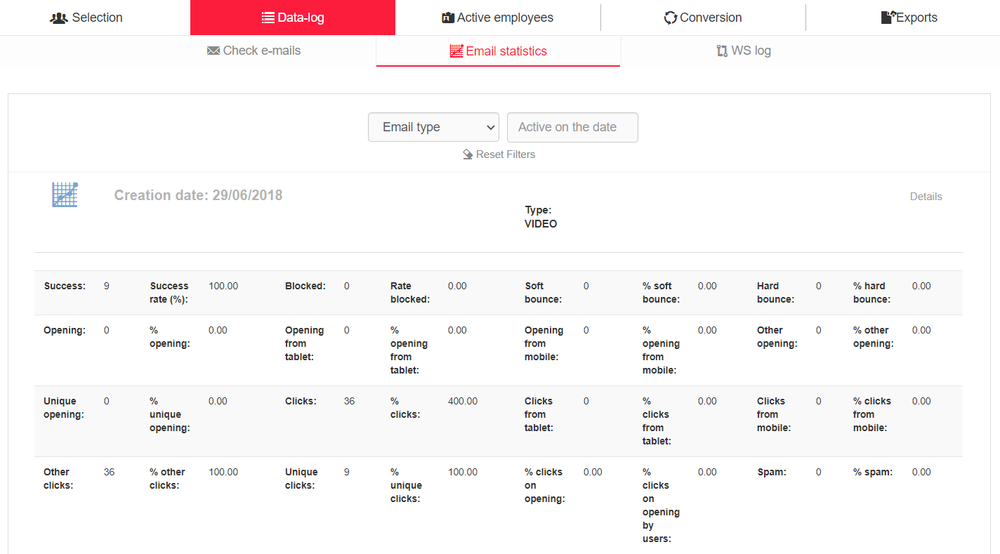 Selection Data-log Active employees Conversion Exports
Check e-mails Email statistics WS log
Email type Active on the date
Reset Filters
Creation date: 29/06/2018 Details
Type:
VIDEO
Success: 9 Success 100.00 Blocked: 0 Rate 0.00 Soft 0 % soft 0.00 Hard 0 % hard 0.00
rate (%): blocked: bounce: bounce: bounce: bounce:
Opening: 0 % 0.00 Opening 0 % 0.00 Opening 0 % 0.00 Other 0 % other 0.00
opening: from opening from opening opening: opening:
tablet: from mobile: from
tablet: mobile:
Unique 0 % 0.00 Clicks: 36 % 400.00 Clicks 0 % 0.00 Clicks 0 % clicks 0.00
opening: unique clicks: from clicks from from
opening: tablet: from mobile: mobile:
tablet:
Other 36 % other 100.00 Unique 9 % 100.00 % clicks 0.00 % 0.00 Spam: 0 % spam: 0.00
clicks: clicks: clicks: unique on clicks
clicks: opening: on
opening
by
users: